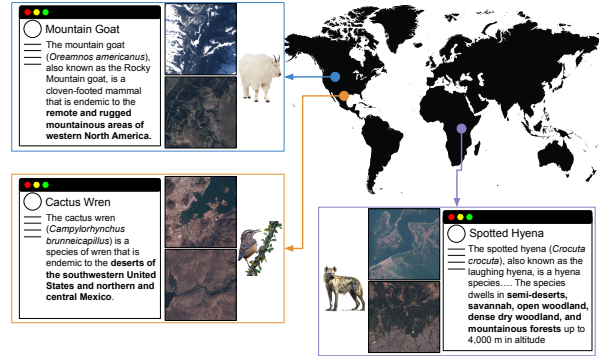 Mountain Goat
The mountain goat
(Oreamnos americanus),
also known as the Rocky
Mountain goat, is a
cloven-footed mammal
that is endemic to the
remote and rugged
mountainous areas of
western North America.
Cactus Wren
The cactus wren
(Campylorhynchus
brunneicapillus) is a
species of wren that is
endemic to the deserts
of the southwestern United
States and northern and
central Mexico.
Spotted Hyena
The spotted hyena (Crocuta
crocuta), also known as the
laughing hyena, is a hyena
species.... The species
dwells in semi-deserts,
savannah, open woodland,
dense dry woodland, and
mountainous forests up to
4,000 m in altitude